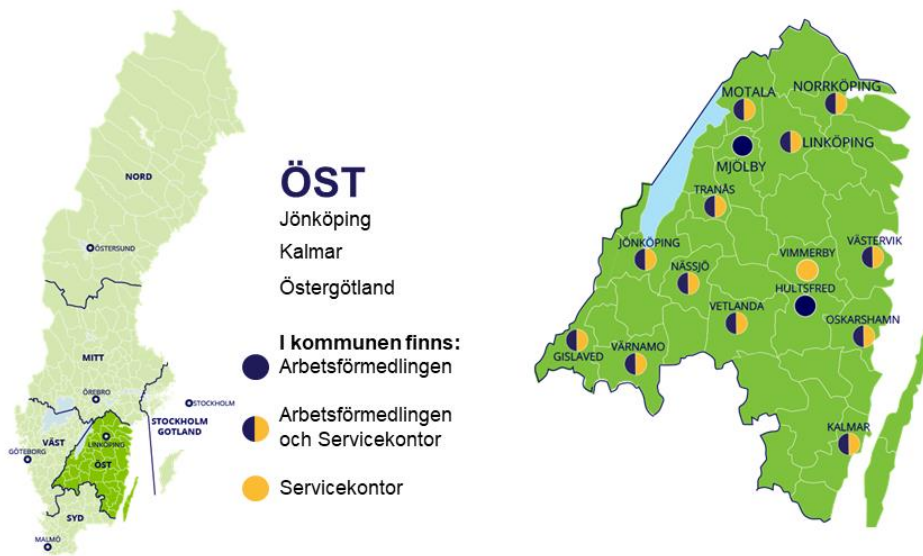 NORD
ÖSTERSUND
MITT
ÖREBRO
STOCKHOLM
STOCKHOLM
GOTLAND
VÄST
LINKÖPING
GÖTEBORG
ÖST
SYD
MALMÖ
ÖST
Jönköping
Kalmar
Östergötland
I kommunen finns:
Arbetsförmedlingen
Arbetsförmedlingen
och Servicekontor
Servicekontor
MOTALA
NORRKÖPING
LINKÖPING
MJÖLBY
TRANÅS
JÖNKÖPING
NÄSSJÖ
VIMMERBY
VÄSTERVIK
HULTSFRED
VETLANDA
OSKARSHAMN
GISLAVED
VÄRNAMO
KALMAR